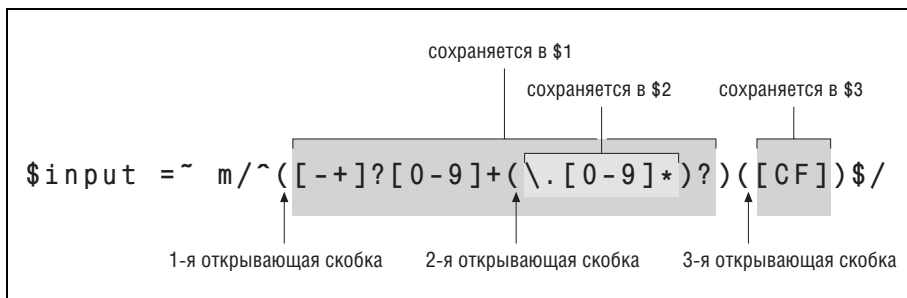 сохраняется в $1
сохраняется в $2 сохраняется в $3
$input =~ m/^([-+]?[0-9]+(\.[0-9]*)?)([CF])$/
1-я открывающая скобка 2-я открывающая скобка 3-я открывающая скобка